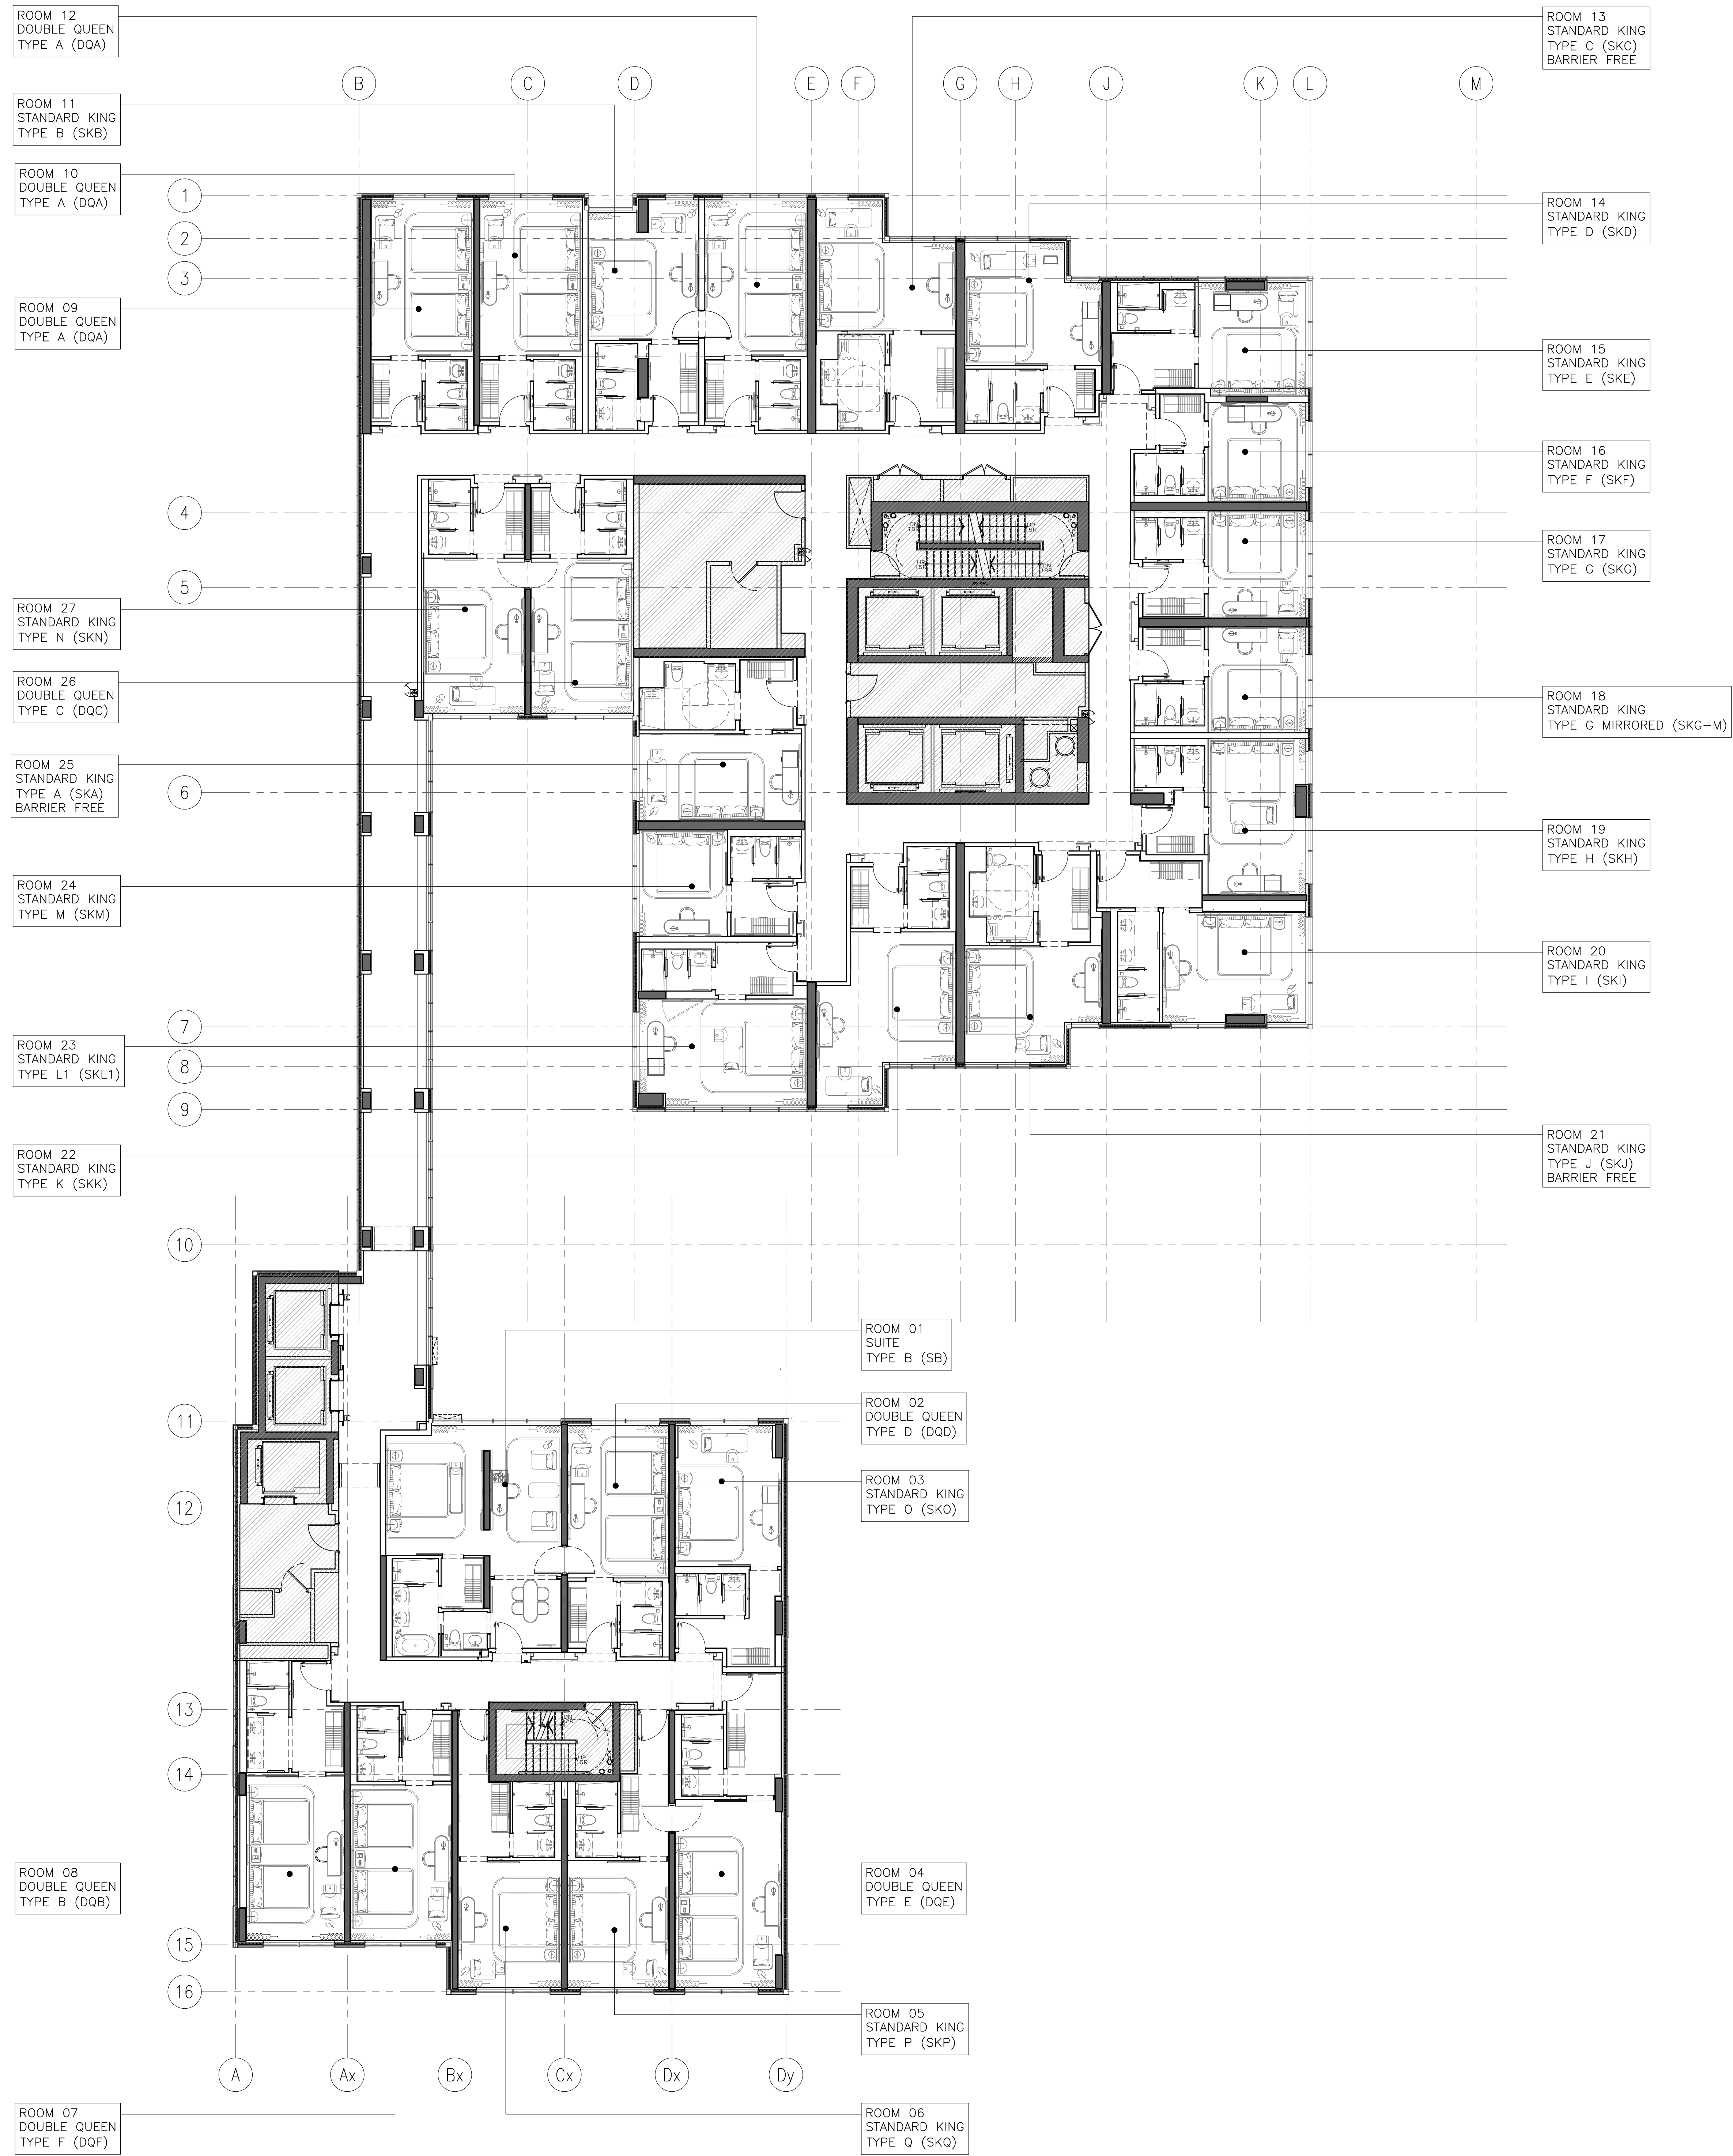 ROOM 12
DOUBLE QUEEN
TYPE A (DQA)
ROOM 13
STANDARD KING
TYPE C (SKC)
BARRIER FREE
B
C
D
E
F
G
H
J
K
L
M
ROOM 11
STANDARD KING
TYPE B (SKB)
ROOM 10
DOUBLE QUEEN
TYPE A (DQA)
1
ROOM 14
STANDARD KING
TYPE D (SKD)
2
3
ROOM 09
DOUBLE QUEEN
TYPE A (DQA)
ROOM 15
STANDARD KING
TYPE E (SKE)
ROOM 16
STANDARD KING
TYPE F (SKF)
4
ROOM 17
STANDARD KING
TYPE G (SKG)
5
ROOM 27
STANDARD KING
TYPE N (SKN)
ROOM 26
DOUBLE QUEEN
TYPE C (DQC)
ROOM 18
STANDARD KING
TYPE G MIRRORED (SKG-M)
ROOM 25
STANDARD KING
TYPE A (SKA)
BARRIER FREE
6
ROOM 19
STANDARD KING
TYPE H (SKH)
ROOM 24
STANDARD KING
TYPE M (SKM)
ROOM 20
STANDARD KING
TYPE I (SKI)
7
ROOM 23
STANDARD KING
TYPE L1 (SKL1)
8
9
ROOM 22
STANDARD KING
TYPE K (SKK)
ROOM 21
STANDARD KING
TYPE J (SKJ)
BARRIER FREE
10
ROOM 01
SUITE
TYPE B (SB)
11
ROOM 02
DOUBLE QUEEN
TYPE D (DQD)
ROOM 03
STANDARD KING
TYPE O (SKO)
12
13
14
ROOM 08
DOUBLE QUEEN
TYPE B (DQB)
ROOM 04
DOUBLE QUEEN
TYPE E (DQE)
15
16
ROOM 05
STANDARD KING
TYPE P (SKP)
A
Ax
Bx
Cx
Dx
Dy
ROOM 07
DOUBLE QUEEN
TYPE F (DQF)
ROOM 06
STANDARD KING
TYPE Q (SKQ)